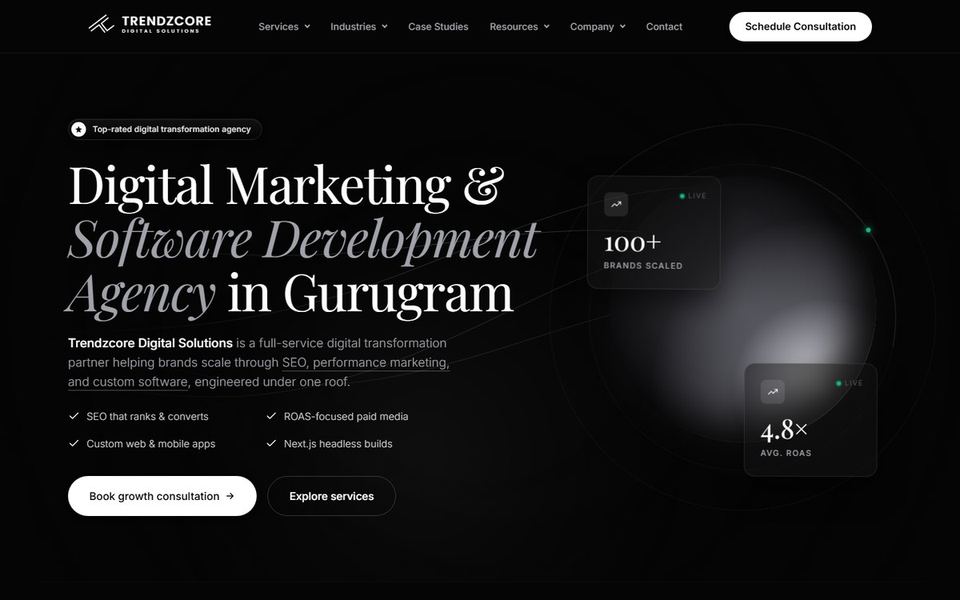 TRENDZCORE
DIGITAL SOLUTIONS
Services Industries Case Studies Resources Company Contact
Schedule Consultation
Top-rated digital transformation agency
Digital Marketing &
Software Development
Agency in Gurugram
Trendzcore Digital Solutions is a full-service digital transformation
partner helping brands scale through SEO, performance marketing,
and custom software, engineered under one roof.
SEO that ranks & converts
ROAS-focused paid media
Custom web & mobile apps
Next.js headless builds
Book growth consultation →
Explore services
LIVE
100+
BRANDS SCALED
LIVE
4.8×
AVG. ROAS